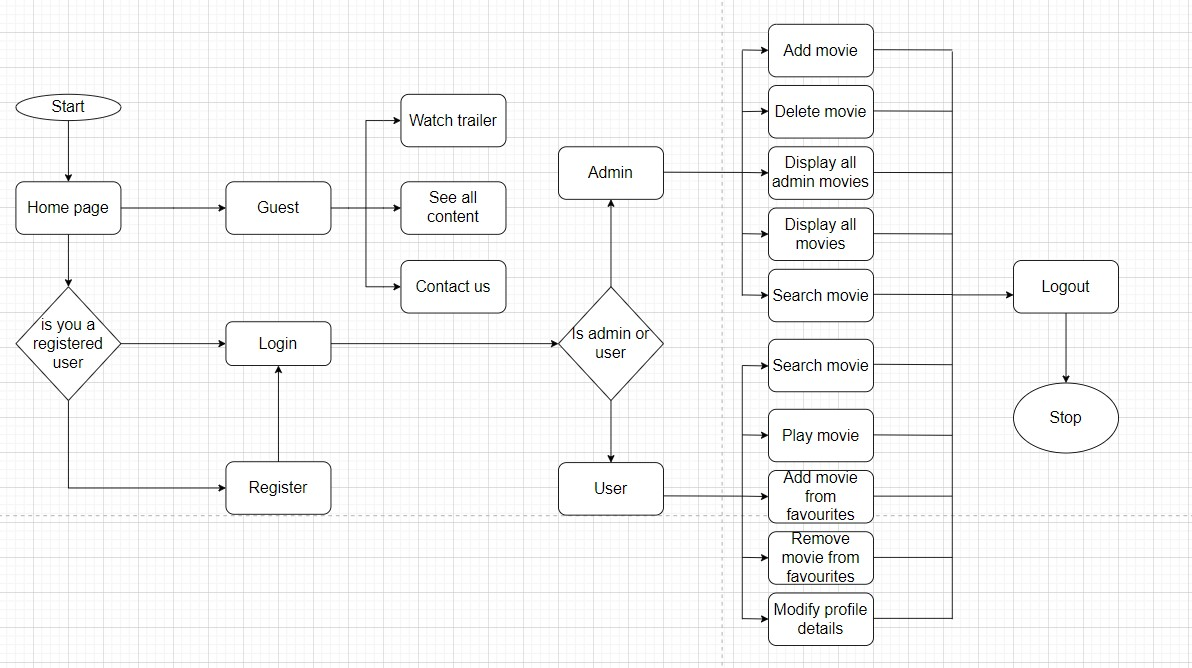 Start
Home page
is you a
registered
user
Guest
Login
Register
Watch trailer
See all
content
Contact us
Is admin or
user
Admin
User
Add movie
Delete movie
Display all
admin movies
Display all
movies
Search movie
Search movie
Play movie
Add movie
from
favourites
Remove
movie from
favourites
Modify profile
details
Logout
Stop